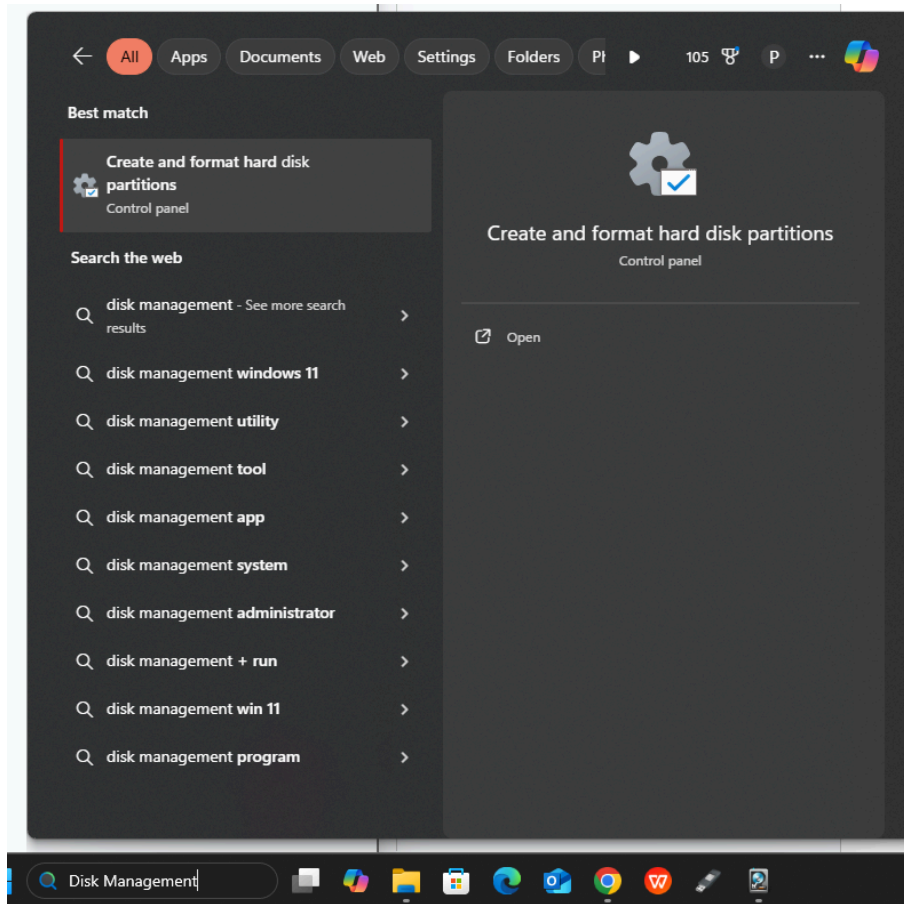 All Apps Documents Web Settings Folders 105 P ...
Best match
Create and format hard disk
partitions
Control panel
Search the web
disk management - See more search
results
disk management windows 11
disk management utility
disk management tool
disk management app
disk management system
disk management administrator
disk management + run
disk management win 11
disk management program
Create and format hard disk partitions
Control panel
Open
Disk Management